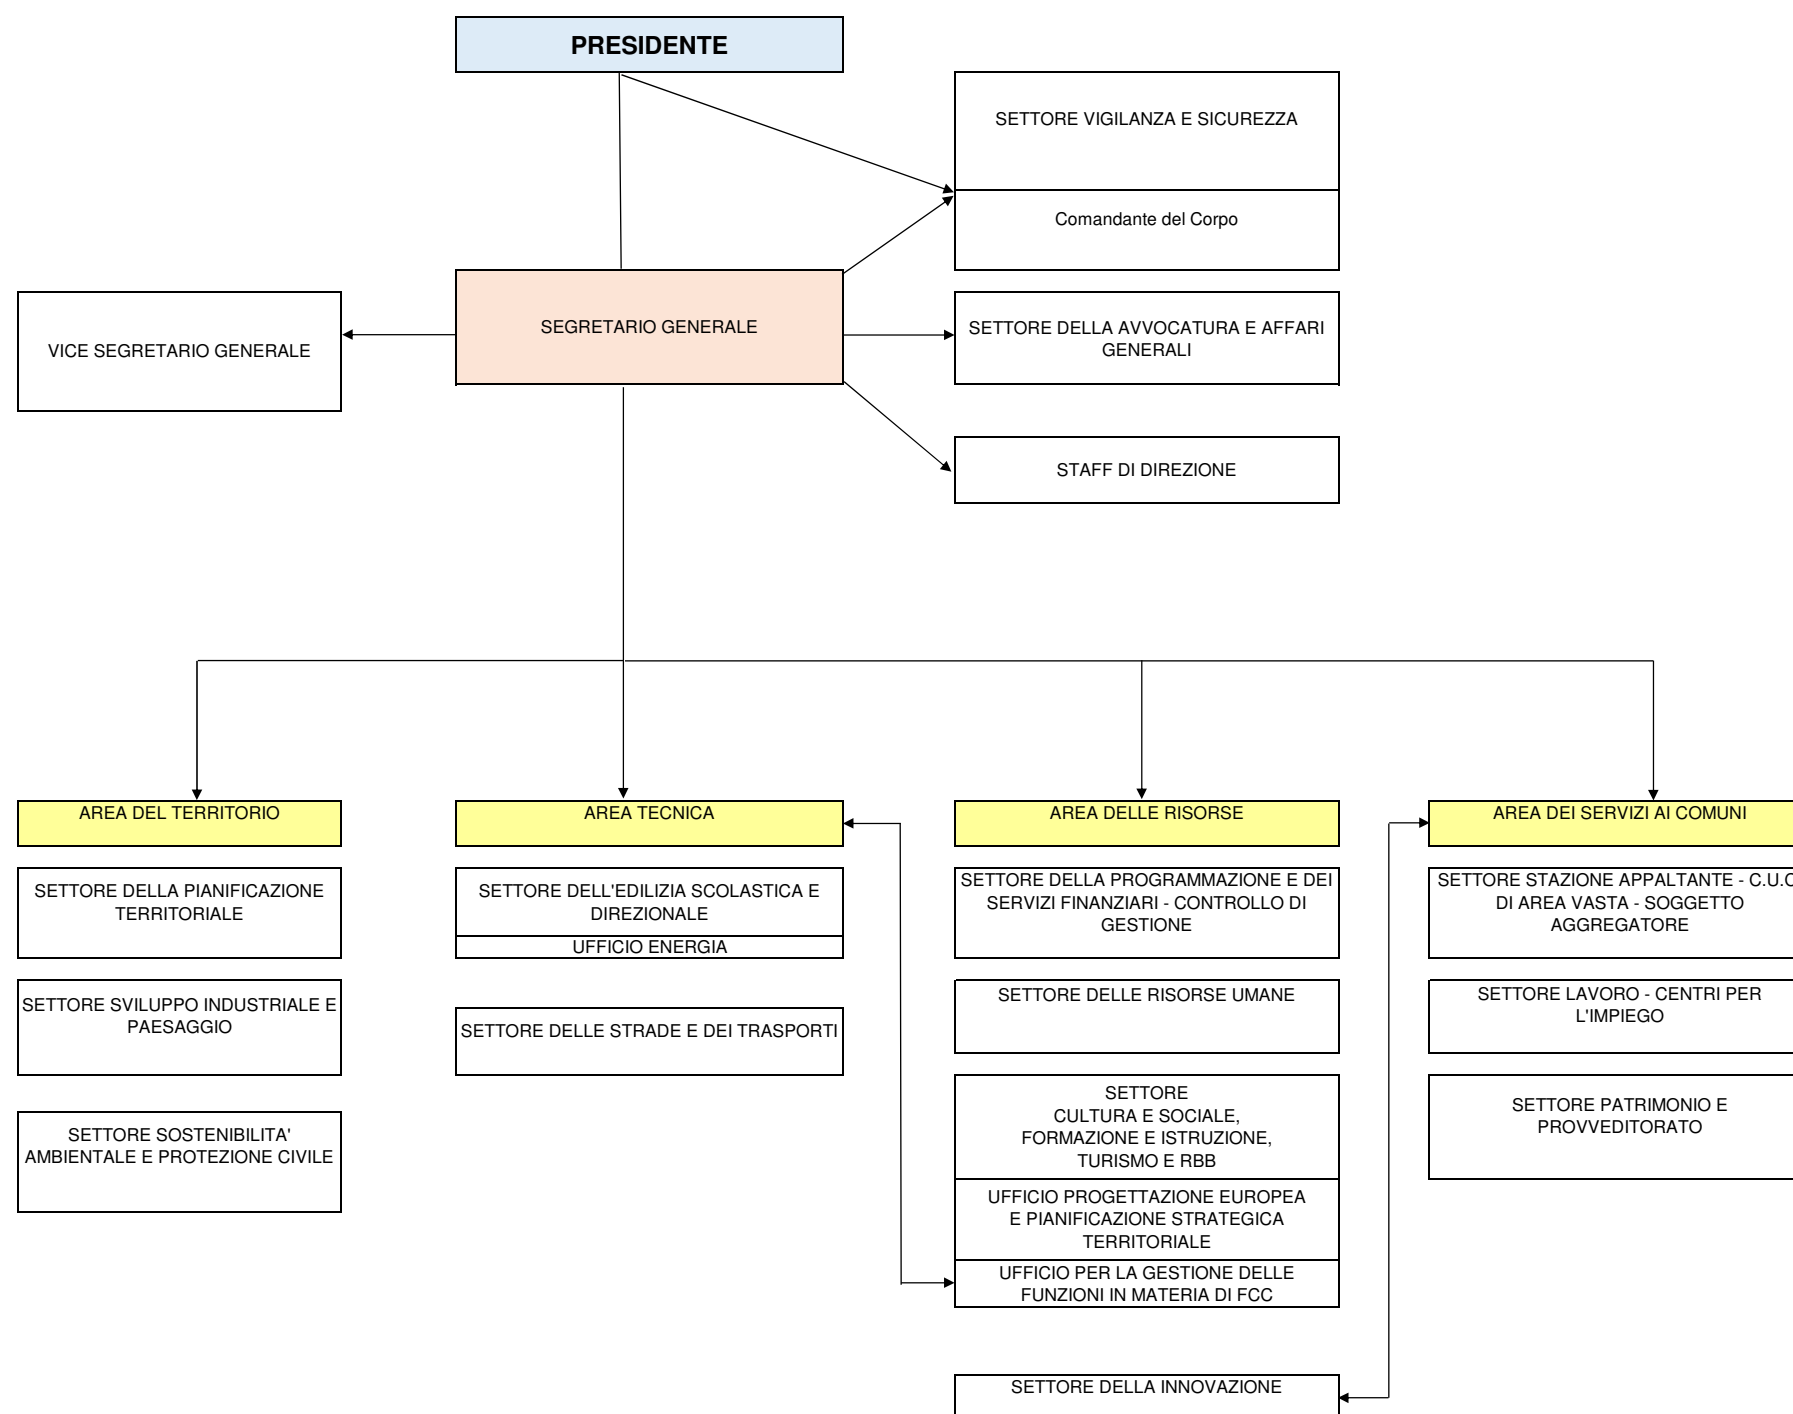 PRESIDENTE
SETTORE VIGILANZA E SICUREZZA
Comandante del Corpo
SEGRETARIO GENERALE
VICE SEGRETARIO GENERALE
SETTORE DELLA AVVOCATURA E AFFARI
GENERALI
STAFF DI DIREZIONE
AREA DEL TERRITORIO
SETTORE DELLA PIANIFICAZIONE
TERRITORIALE
SETTORE SVILUPPO INDUSTRIALE E
PAESAGGIO
SETTORE SOSTENIBILITA'
AMBIENTALE E PROTEZIONE CIVILE
AREA TECNICA
SETTORE DELL'EDILIZIA SCOLASTICA E
DIREZIONALE
UFFICIO ENERGIA
SETTORE DELLE STRADE E DEI TRASPORTI
AREA DELLE RISORSE
SETTORE DELLA PROGRAMMAZIONE E DEI
SERVIZI FINANZIARI - CONTROLLO DI
GESTIONE
SETTORE DELLE RISORSE UMANE
SETTORE
CULTURA E SOCIALE,
FORMAZIONE E ISTRUZIONE,
TURISMO E RBB
UFFICIO PROGETTAZIONE EUROPEA
E PIANIFICAZIONE STRATEGICA
TERRITORIALE
UFFICIO PER LA GESTIONE DELLE
FUNZIONI IN MATERIA DI FCC
SETTORE DELLA INNOVAZIONE
AREA DEI SERVIZI AI COMUNI
SETTORE STAZIONE APPALTANTE - C.U.C
DI AREA VASTA - SOGGETTO
AGGREGATORE
SETTORE LAVORO - CENTRI PER
L'IMPIEGO
SETTORE PATRIMONIO E
PROVVEDITORATO